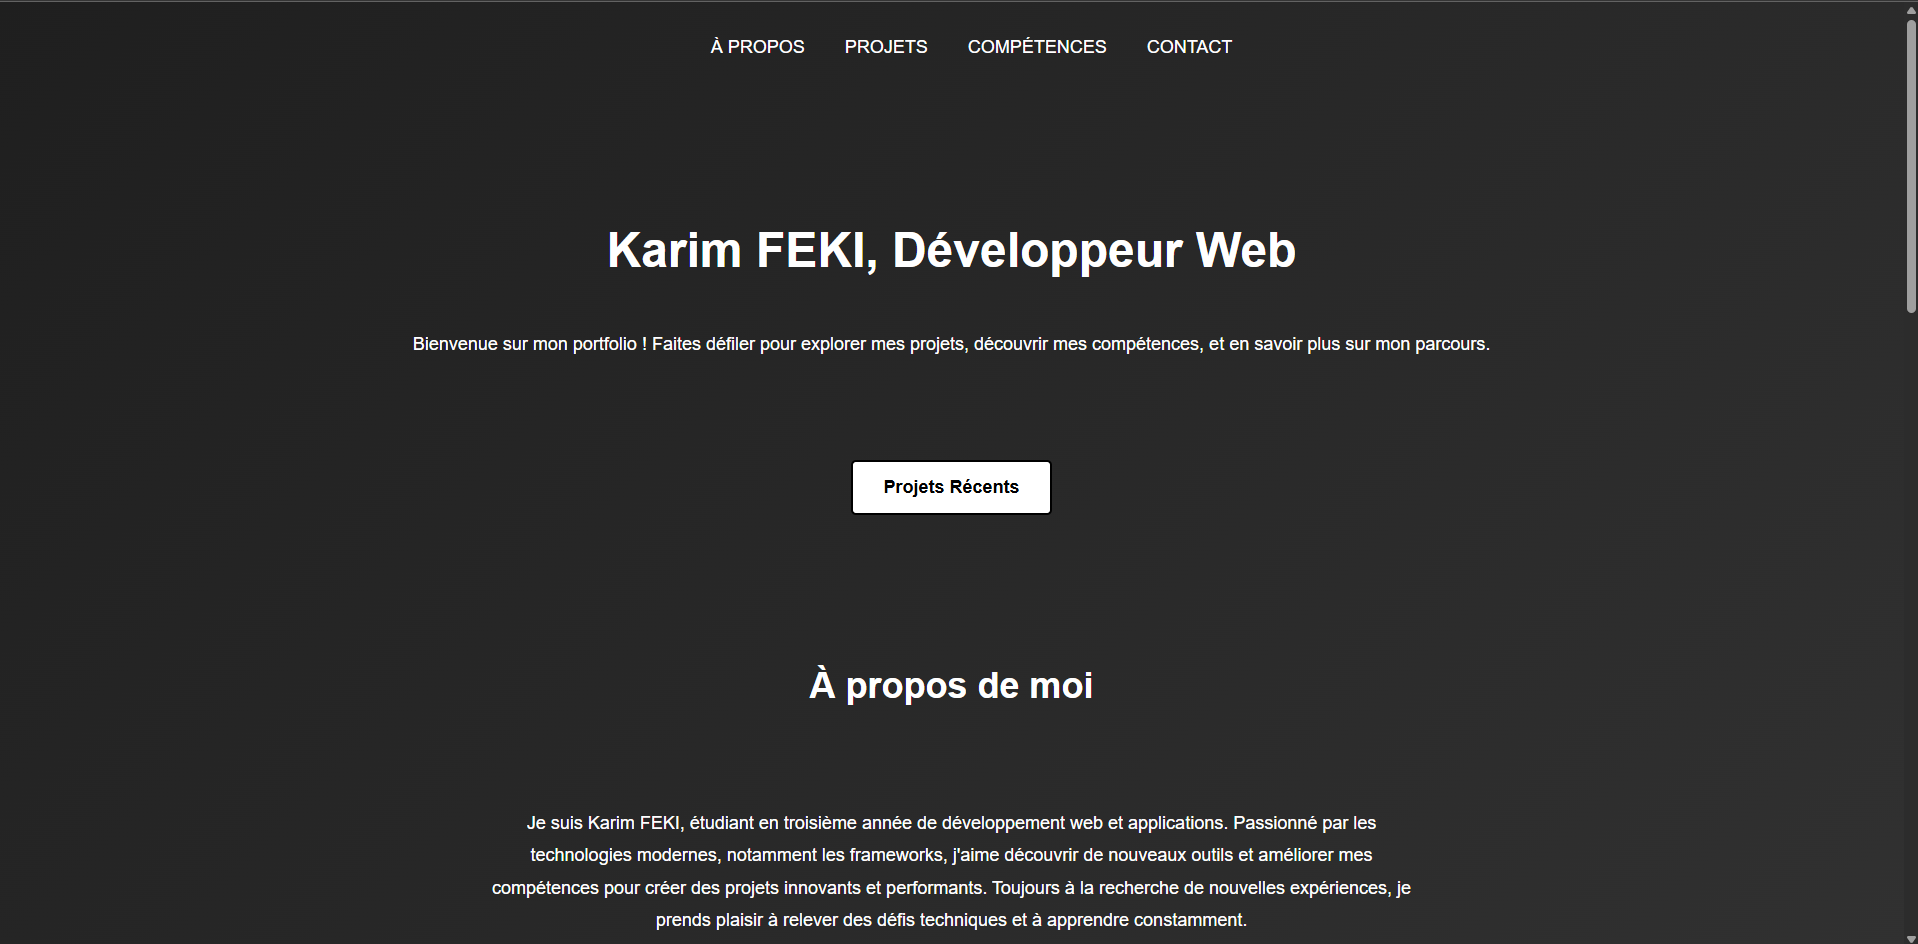 À PROPOS PROJETS COMPÉTENCES CONTACT
Karim FEKI, Développeur Web
Bienvenue sur mon portfolio ! Faites défiler pour explorer mes projets, découvrir mes compétences, et en savoir plus sur mon parcours.
Projets Récents
À propos de moi
Je suis Karim FEKI, étudiant en troisième année de développement web et applications. Passionné par les
technologies modernes, notamment les frameworks, j'aime découvrir de nouveaux outils et améliorer mes
compétences pour créer des projets innovants et performants. Toujours à la recherche de nouvelles expériences, je
prends plaisir à relever des défis techniques et à apprendre constamment.